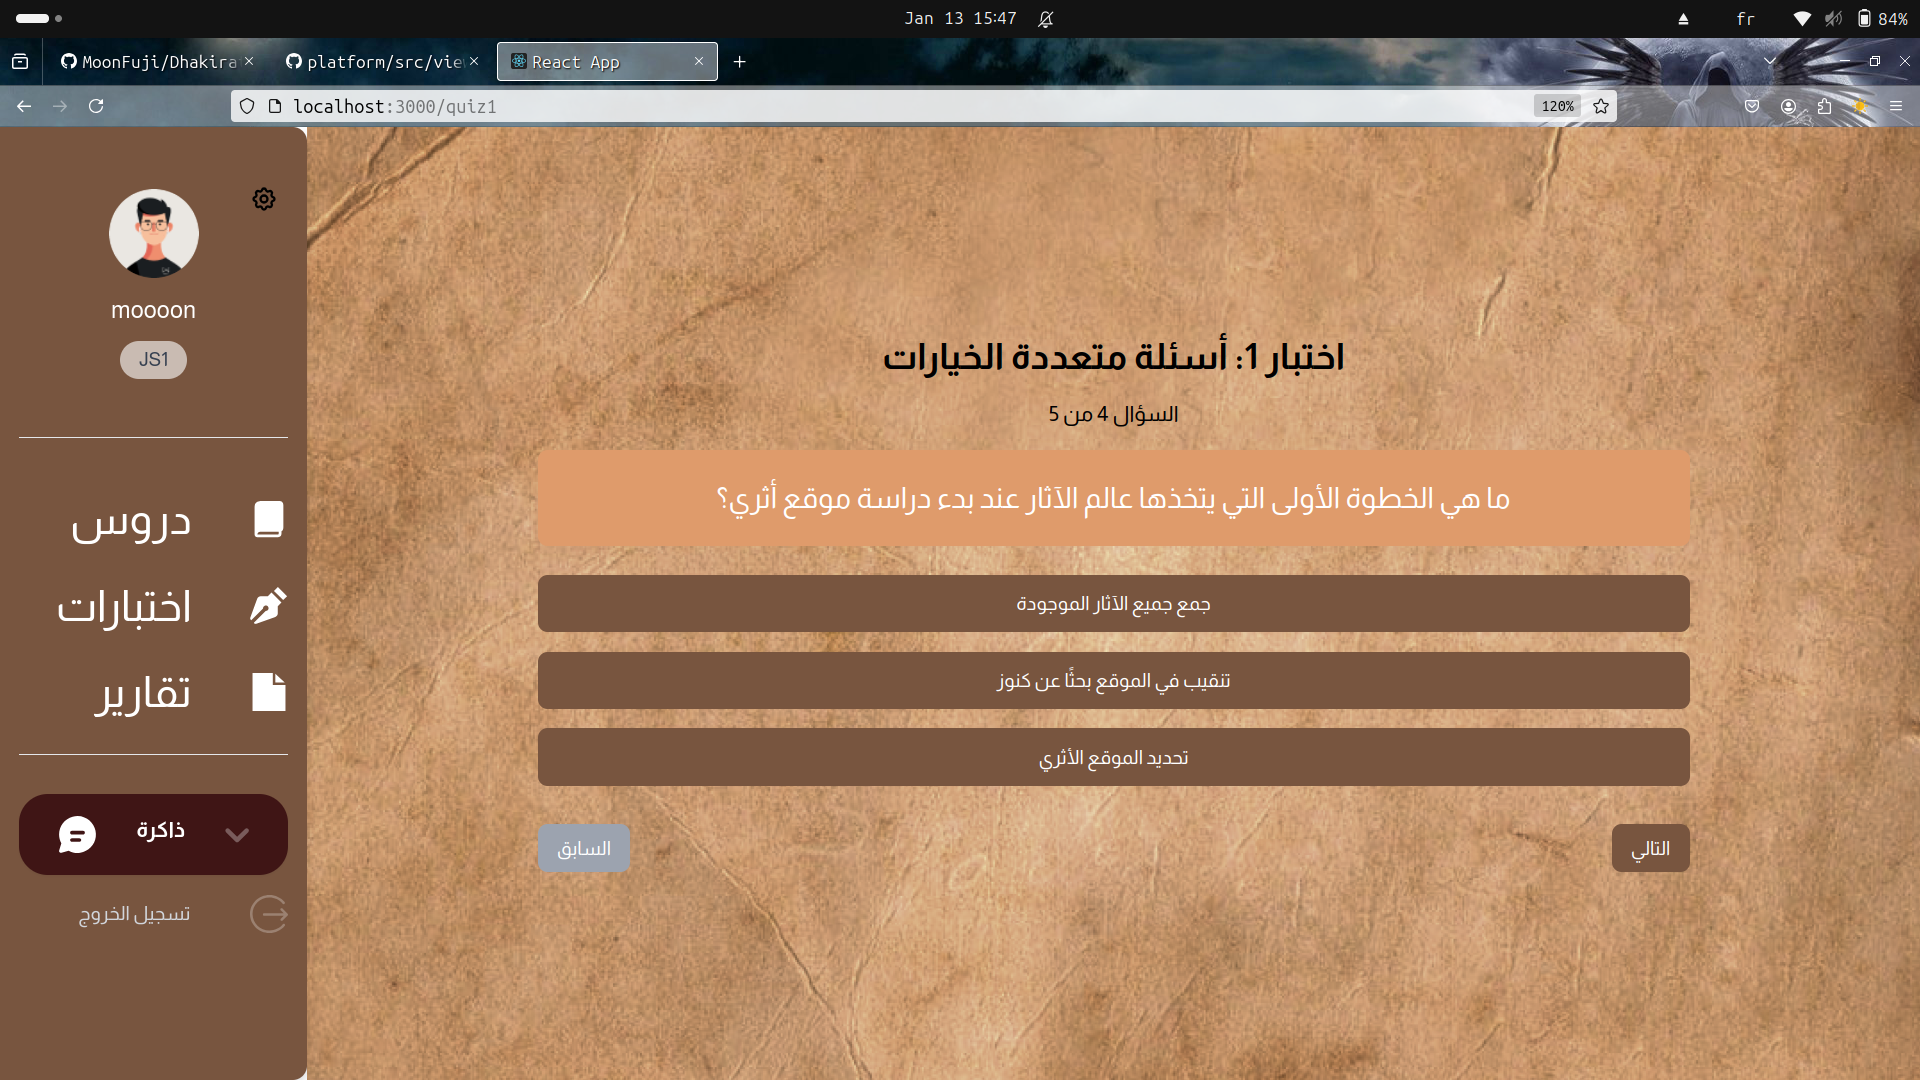 Jan 13 15:47
fr
84%
MoonFuji/Dhakira
platform/src/vie
React App
localhost:3000/quiz1
120%
moooon
JS1
دروس
اختبارات
تقارير
ذاكرة
تسجيل الخروج
اختبار 1: أسئلة متعددة الخيارات
السؤال 4 من 5
ما هي الخطوة الأولى التي يتخذها عالم الآثار عند بدء دراسة موقع أثري؟
جمع جميع الآثار الموجودة
تنقيب في الموقع بحثًا عن كنوز
تحديد الموقع الأثري
السابق
التالي